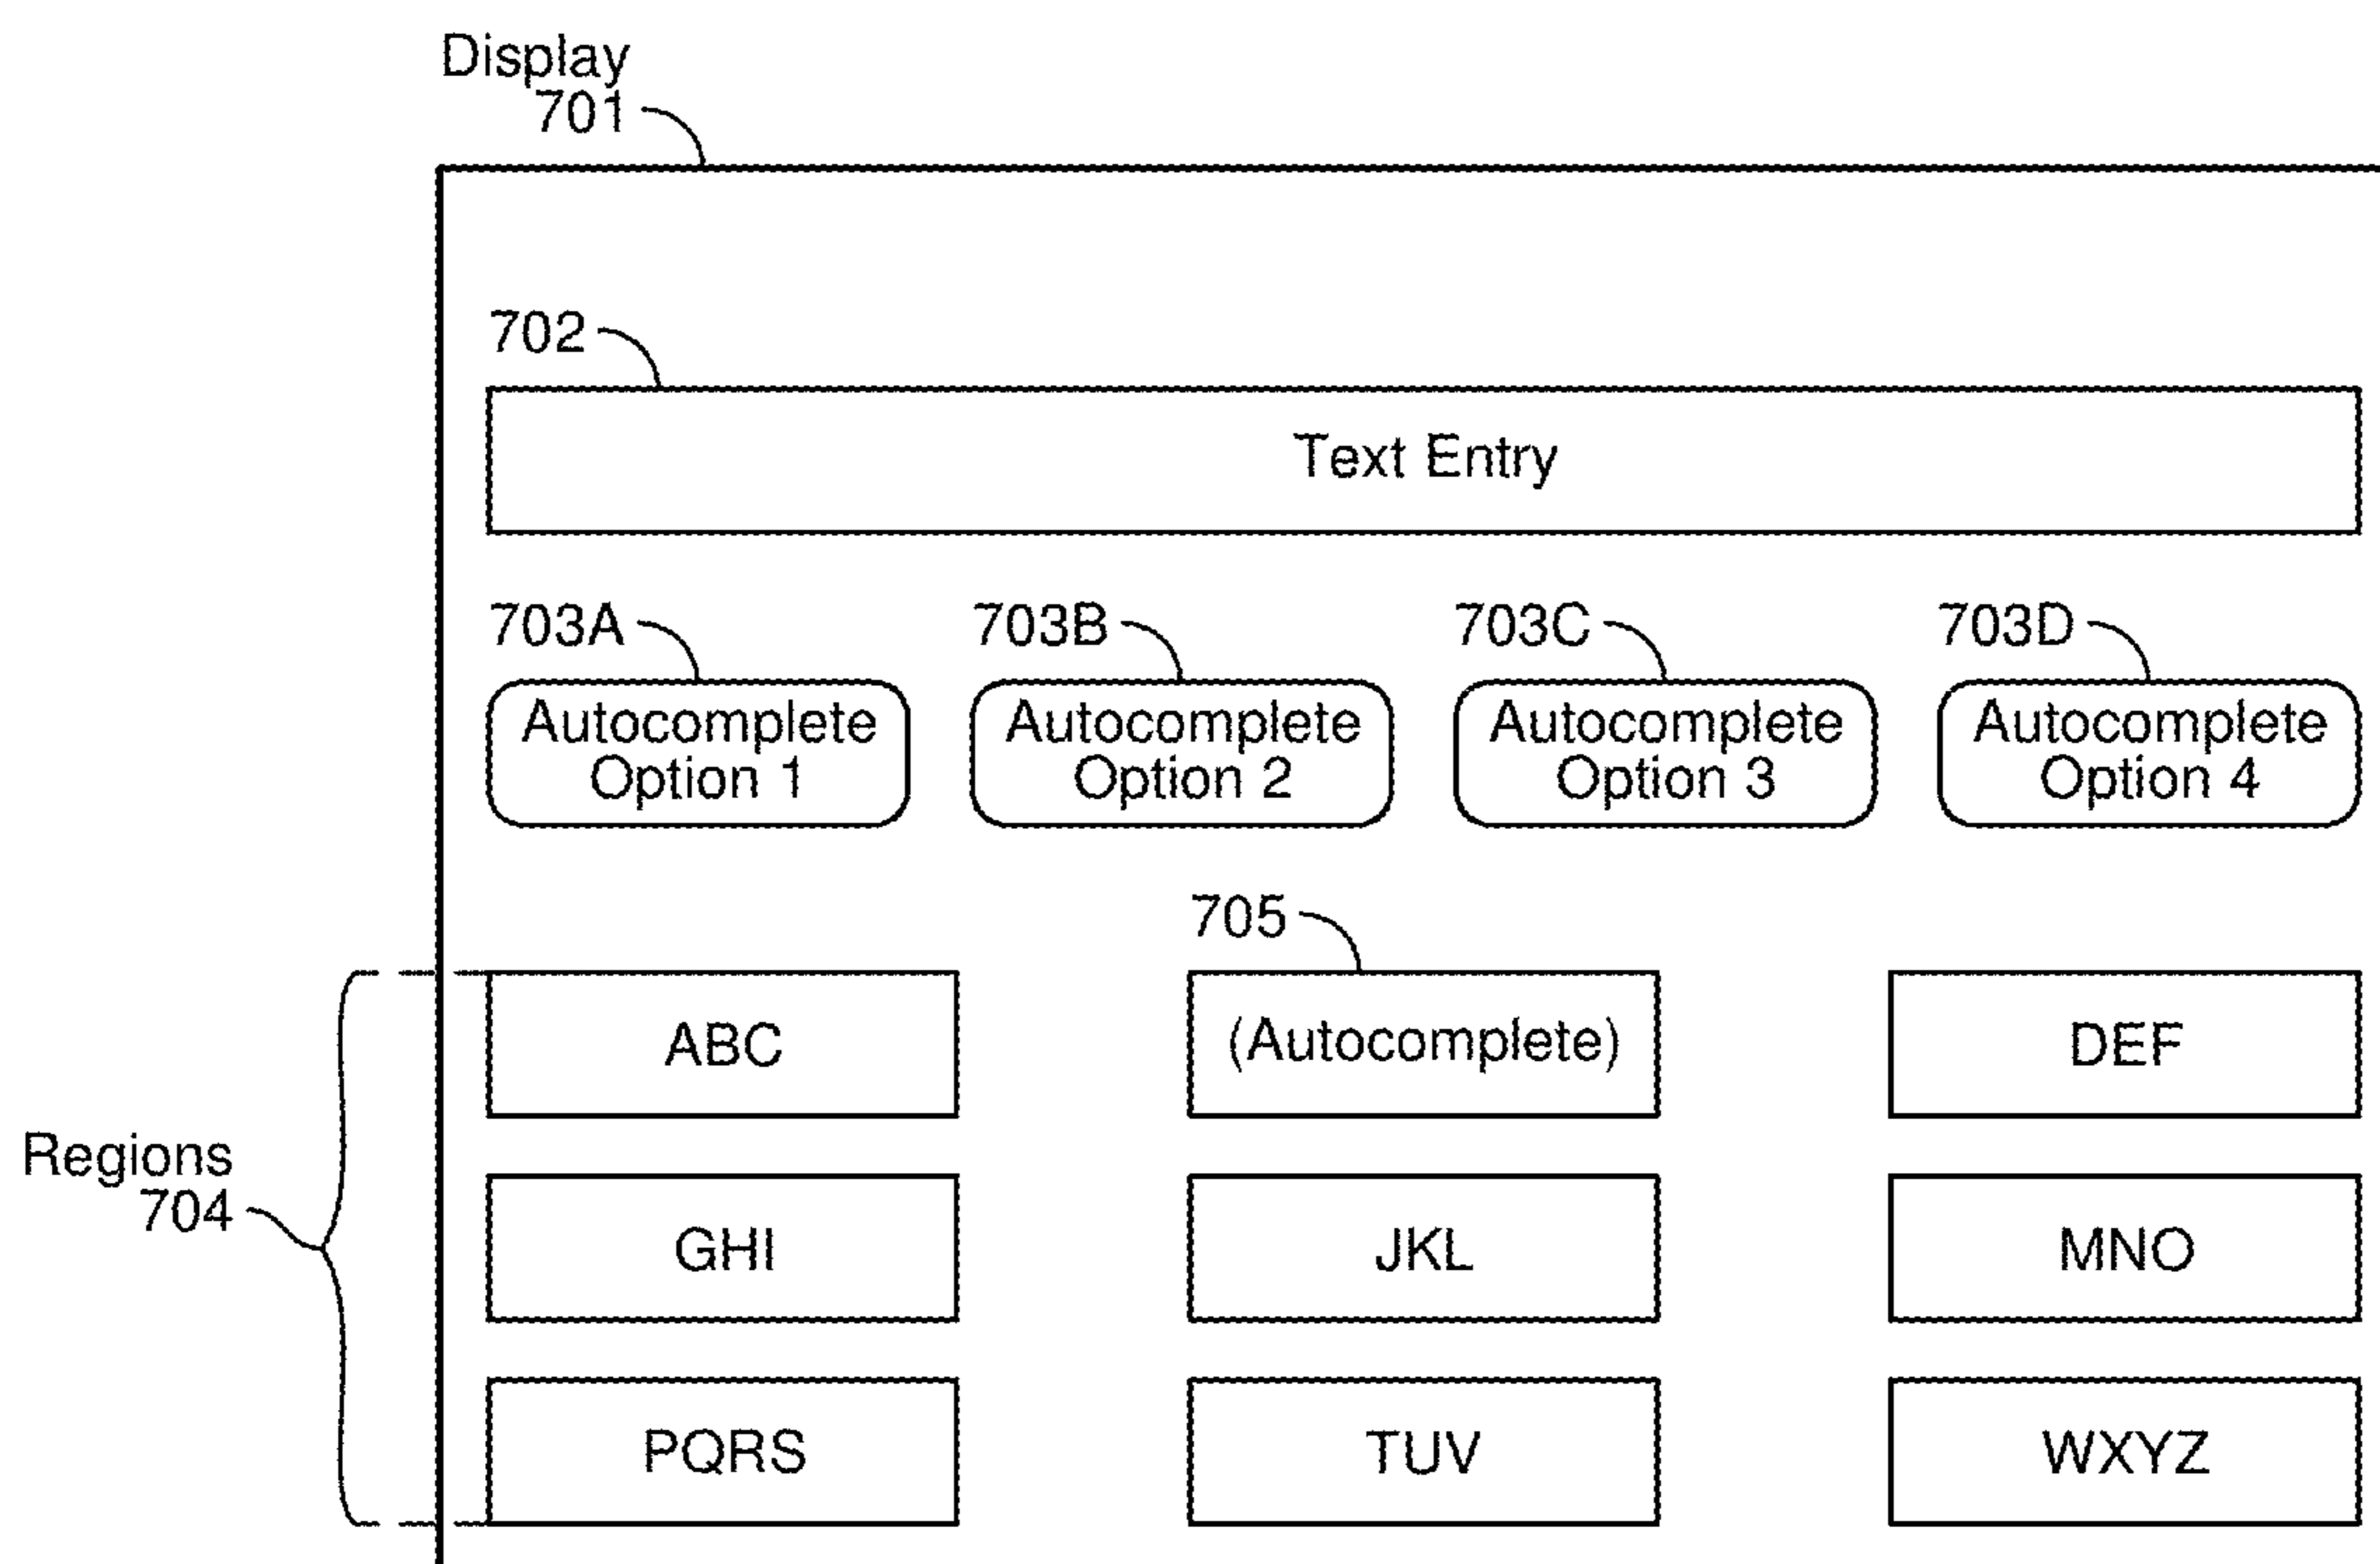 Display
701
702
Text Entry
703A 703B 703C 703D
Autocomplete Autocomplete Autocomplete Autocomplete
Option 1 Option 2 Option 3 Option 4
705
ABC (Autocomplete) DEF
Regions
704
GHI JKL MNO
PQRS TUV WXYZ